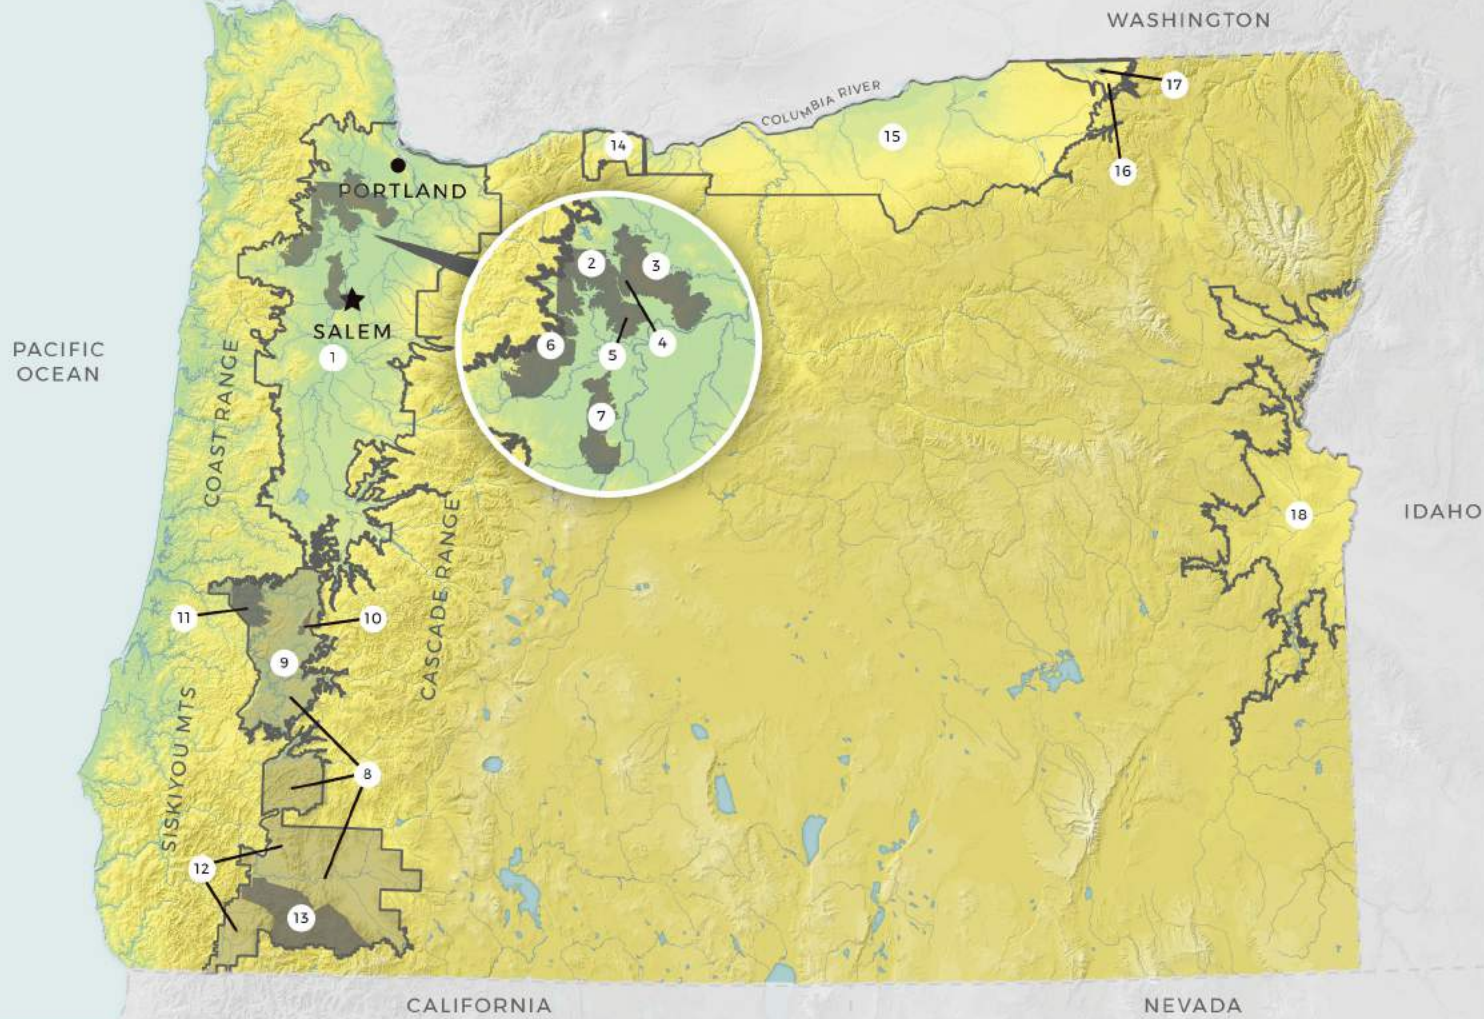 WASHINGTON
COLUMBIA RIVER
17
14
15
16
PORTLAND
2
3
SALEM
1
6
5
4
7
PACIFIC
OCEAN
COAST RANGE
CASCADE RANGE
IDAHO
18
11
10
9
SISKIYOU MTS
8
12
13
CALIFORNIA
NEVADA